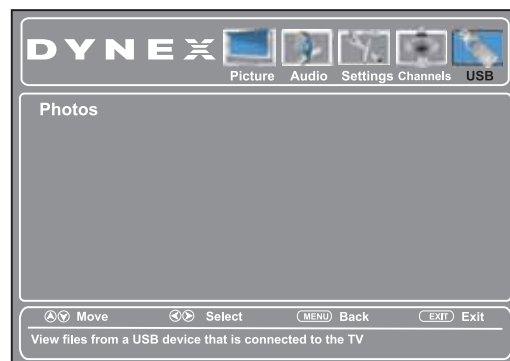 DYNEX
Picture Audio Settings Channels USB
Photos
Move Select MENU Back EXIT Exit
View files from a USB device that is connected to the TV